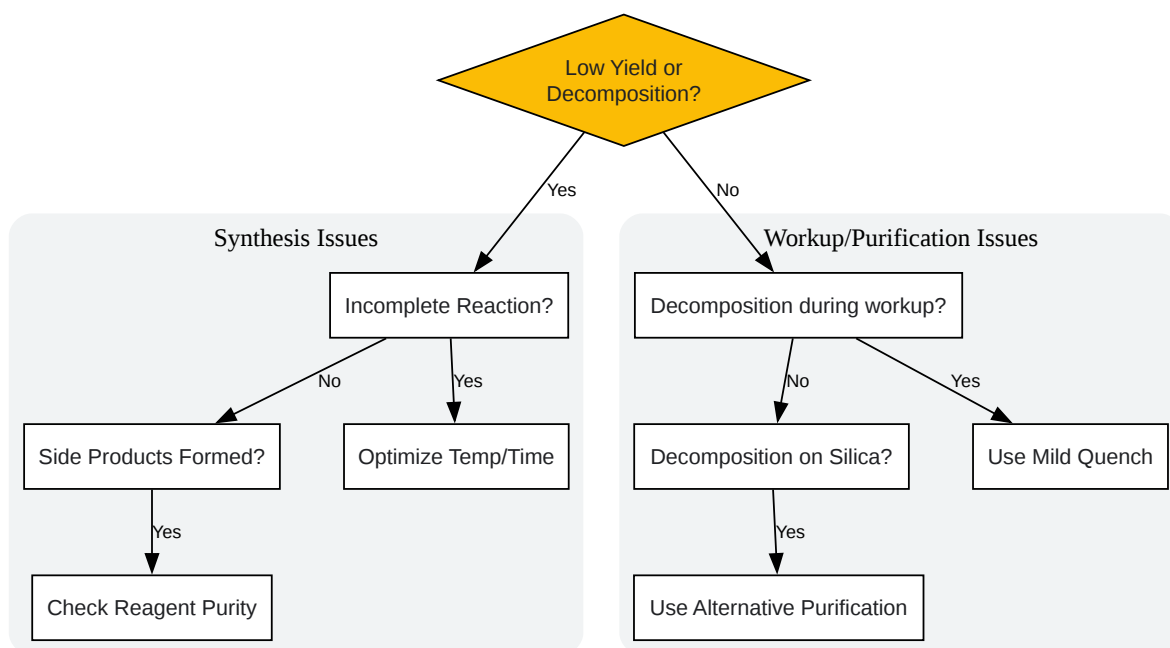 Low Yield or
Decomposition?
Yes
No
Synthesis Issues
Workup/Purification Issues
Incomplete Reaction?
Decomposition during workup?
No
Yes
No
Yes
Side Products Formed?
Optimize Temp/Time
Decomposition on Silica?
Use Mild Quench
Yes
Yes
Check Reagent Purity
Use Alternative Purification